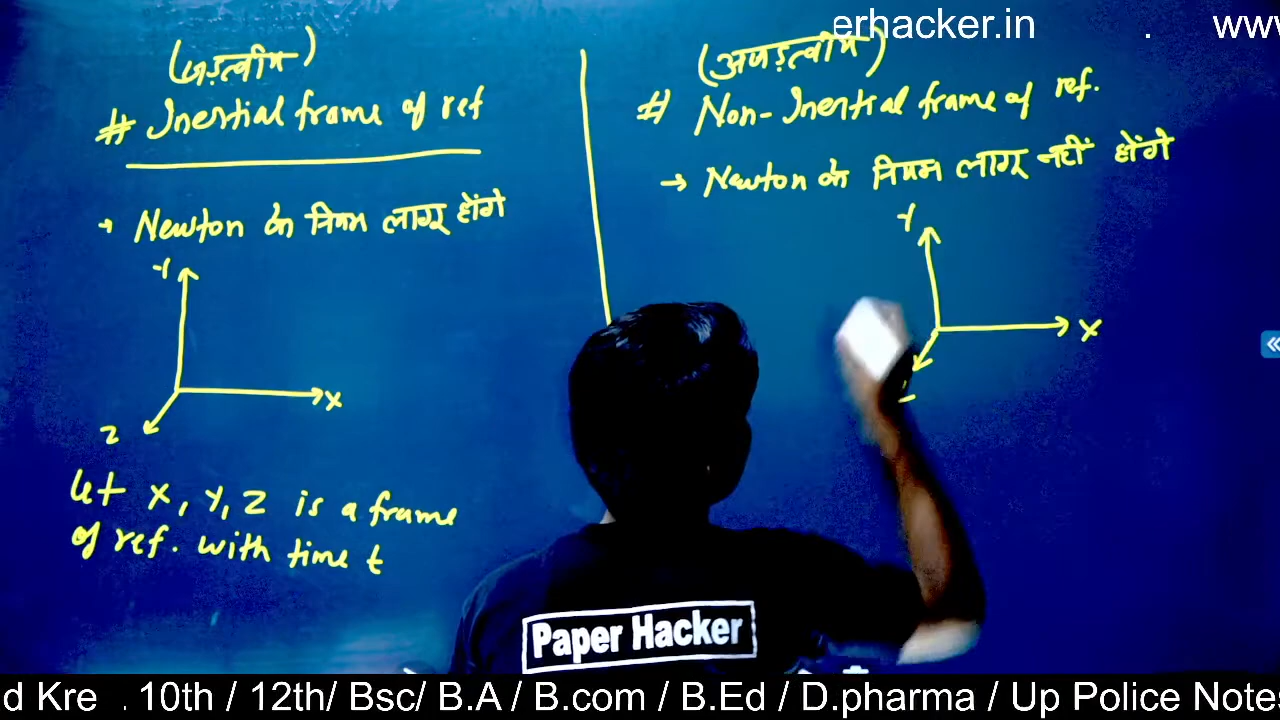 erhacker.in . www
(जड़त्वीय)
# Inertial frame of ref
→ Newton के नियम लागू होंगे
Y
X
Z
Let X, Y, Z is a frame
of ref. with time t
(अजड़त्वीय)
# Non-Inertial frame of ref.
→ Newton के नियम लागू नहीं होंगे
Y
X
Paper Hacker
d Kre . 10th / 12th/ Bsc/ B.A / B.com / B.Ed / D.pharma / Up Police Notes